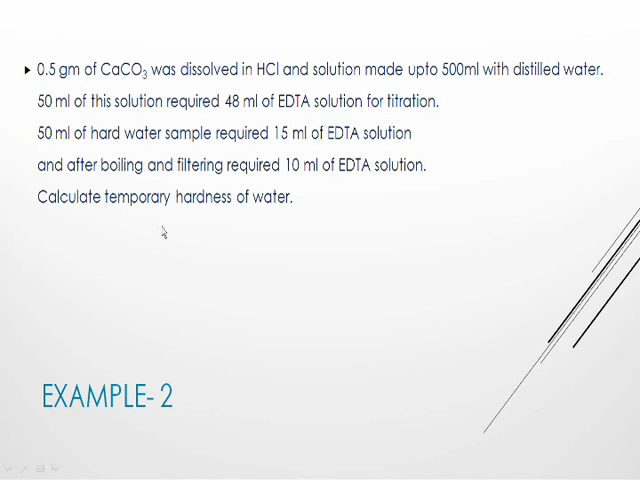 0.5 gm of CaCO₃ was dissolved in HCl and solution made upto 500ml with distilled water.
50 ml of this solution required 48 ml of EDTA solution for titration.
50 ml of hard water sample required 15 ml of EDTA solution
and after boiling and filtering required 10 ml of EDTA solution.
Calculate temporary hardness of water.
EXAMPLE- 2